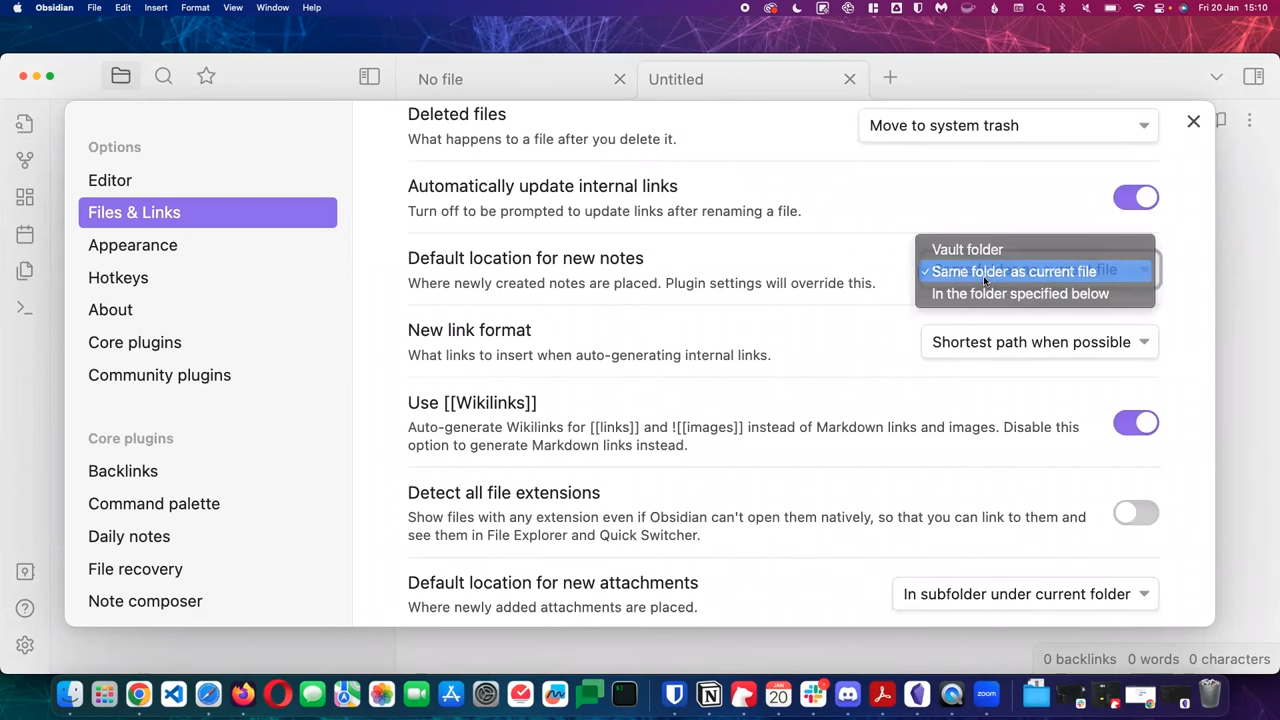 Obsidian File Edit Insert Format View Window Help
Fri 20 Jan 15:10
No file
Untitled
Options
Editor
Files & Links
Appearance
Hotkeys
About
Core plugins
Community plugins
Core plugins
Backlinks
Command palette
Daily notes
File recovery
Note composer
Deleted files
What happens to a file after you delete it.
Move to system trash
Automatically update internal links
Turn off to be prompted to update links after renaming a file.
Default location for new notes
Where newly created notes are placed. Plugin settings will override this.
Vault folder
✓ Same folder as current file
In the folder specified below
New link format
What links to insert when auto-generating internal links.
Shortest path when possible
Use [[Wikilinks]]
Auto-generate Wikilinks for [[links]] and ![[images]] instead of Markdown links and images. Disable this
option to generate Markdown links instead.
Detect all file extensions
Show files with any extension even if Obsidian can't open them natively, so that you can link to them and
see them in File Explorer and Quick Switcher.
Default location for new attachments
Where newly added attachments are placed.
In subfolder under current folder
0 backlinks 0 words 0 characters
JAN
20
zoom